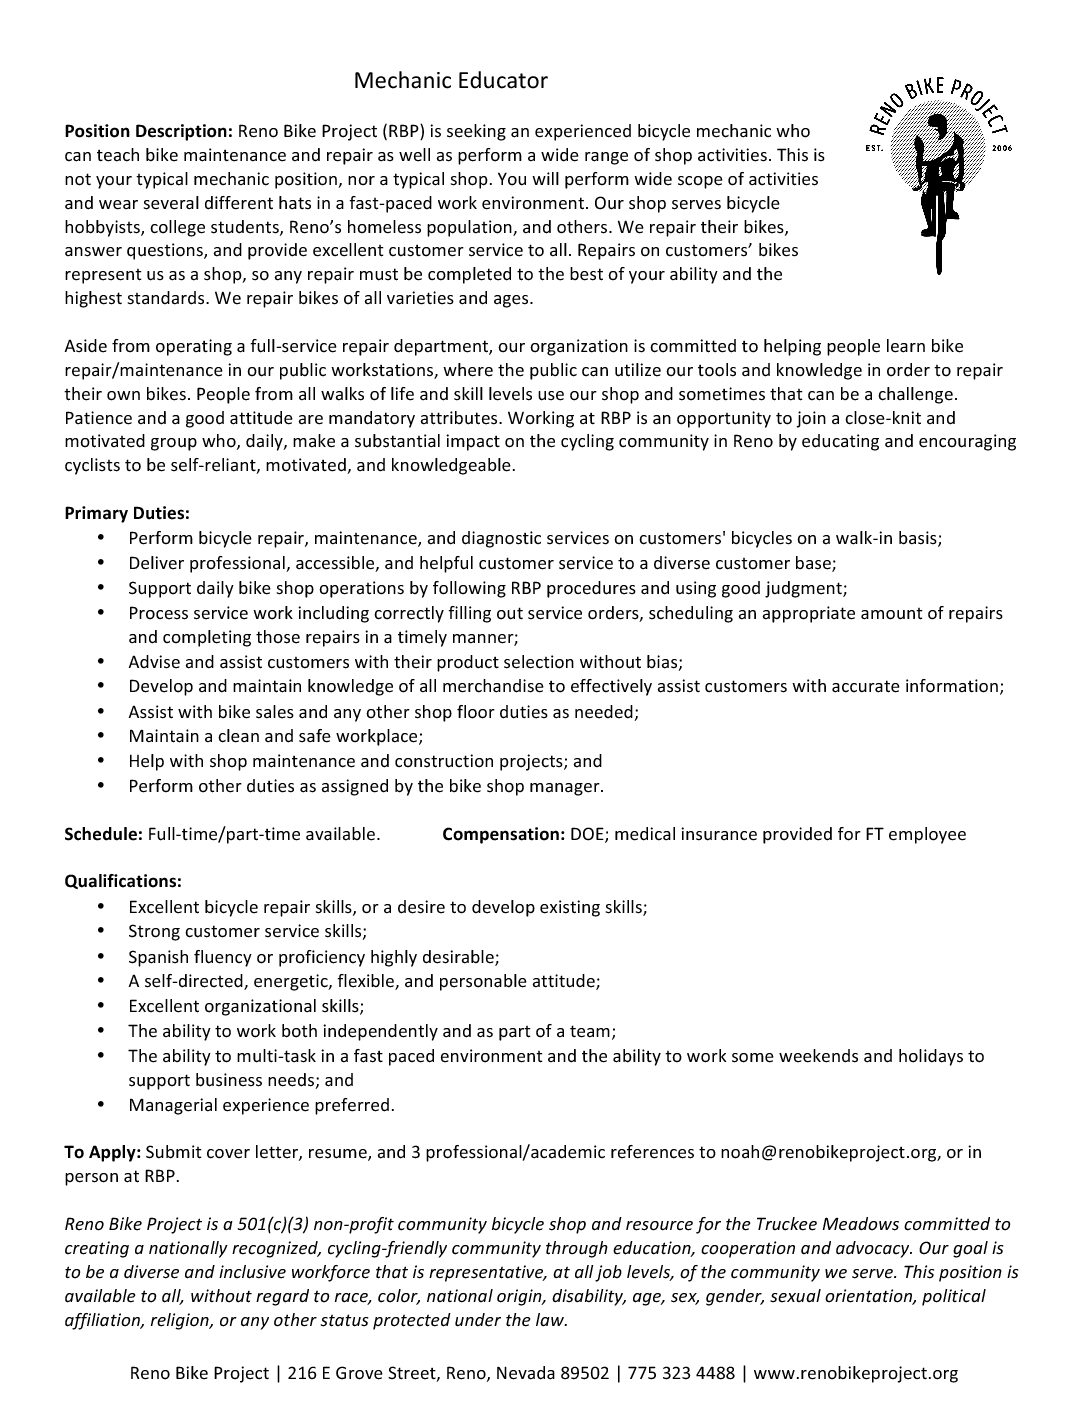 Mechanic Educator
RENO BIKE PROJECT
EST. 2006
Position Description: Reno Bike Project (RBP) is seeking an experienced bicycle mechanic who
can teach bike maintenance and repair as well as perform a wide range of shop activities. This is
not your typical mechanic position, nor a typical shop. You will perform wide scope of activities
and wear several different hats in a fast-paced work environment. Our shop serves bicycle
hobbyists, college students, Reno’s homeless population, and others. We repair their bikes,
answer questions, and provide excellent customer service to all. Repairs on customers’ bikes
represent us as a shop, so any repair must be completed to the best of your ability and the
highest standards. We repair bikes of all varieties and ages.
Aside from operating a full-service repair department, our organization is committed to helping people learn bike
repair/maintenance in our public workstations, where the public can utilize our tools and knowledge in order to repair
their own bikes. People from all walks of life and skill levels use our shop and sometimes that can be a challenge.
Patience and a good attitude are mandatory attributes. Working at RBP is an opportunity to join a close-knit and
motivated group who, daily, make a substantial impact on the cycling community in Reno by educating and encouraging
cyclists to be self-reliant, motivated, and knowledgeable.
Primary Duties:
• Perform bicycle repair, maintenance, and diagnostic services on customers' bicycles on a walk-in basis;
• Deliver professional, accessible, and helpful customer service to a diverse customer base;
• Support daily bike shop operations by following RBP procedures and using good judgment;
• Process service work including correctly filling out service orders, scheduling an appropriate amount of repairs
and completing those repairs in a timely manner;
• Advise and assist customers with their product selection without bias;
• Develop and maintain knowledge of all merchandise to effectively assist customers with accurate information;
• Assist with bike sales and any other shop floor duties as needed;
• Maintain a clean and safe workplace;
• Help with shop maintenance and construction projects; and
• Perform other duties as assigned by the bike shop manager.
Schedule: Full-time/part-time available. Compensation: DOE; medical insurance provided for FT employee
Qualifications:
• Excellent bicycle repair skills, or a desire to develop existing skills;
• Strong customer service skills;
• Spanish fluency or proficiency highly desirable;
• A self-directed, energetic, flexible, and personable attitude;
• Excellent organizational skills;
• The ability to work both independently and as part of a team;
• The ability to multi-task in a fast paced environment and the ability to work some weekends and holidays to
support business needs; and
• Managerial experience preferred.
To Apply: Submit cover letter, resume, and 3 professional/academic references to noah@renobikeproject.org, or in
person at RBP.
Reno Bike Project is a 501(c)(3) non-profit community bicycle shop and resource for the Truckee Meadows committed to
creating a nationally recognized, cycling-friendly community through education, cooperation and advocacy. Our goal is
to be a diverse and inclusive workforce that is representative, at all job levels, of the community we serve. This position is
available to all, without regard to race, color, national origin, disability, age, sex, gender, sexual orientation, political
affiliation, religion, or any other status protected under the law.
Reno Bike Project | 216 E Grove Street, Reno, Nevada 89502 | 775 323 4488 | www.renobikeproject.org